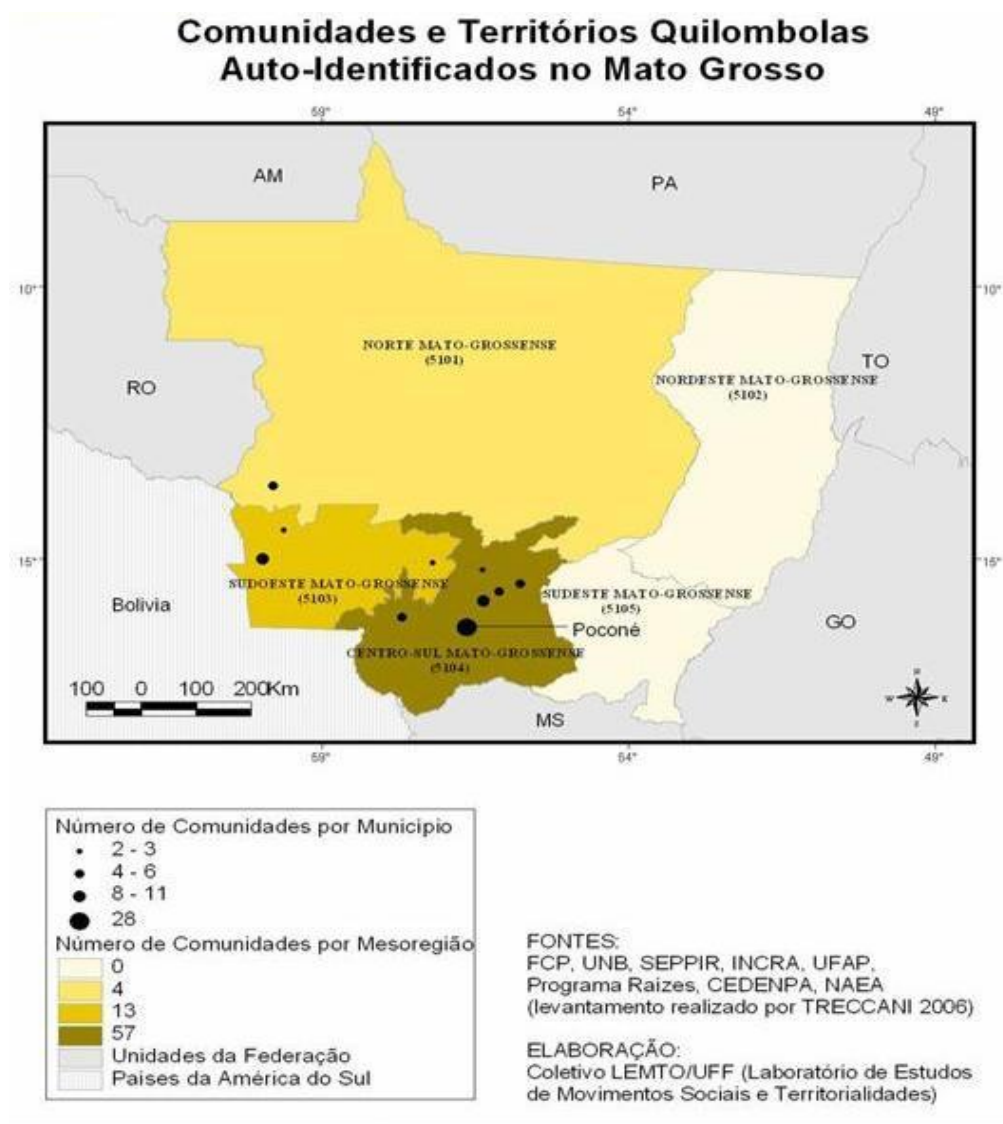 Comunidades e Territórios Quilombolas
Auto-Identificados no Mato Grosso
59° 54° 49°
AM
PA
10° 10°
NORTE MATO-GROSSENSE
(5101)
TO
RO
NORDESTE MATO-GROSSENSE
(5102)
15° 15°
SUDOESTE MATO-GROSSENSE
(5103)
SUDESTE MATO-GROSSENSE
(5105)
Bolivia
GO
Poconé
CENTRO-SUL MATO-GROSSENSE
(5104)
100 0 100 200Km
MS
N
W E
S
59° 54° 49°
Número de Comunidades por Município
2 - 3
4 - 6
8 - 11
28
Número de Comunidades por Mesoregião
0
4
13
57
Unidades da Federação
Paises da América do Sul
FONTES:
FCP, UNB, SEPPIR, INCRA, UFAP,
Programa Raizes, CEDENPA, NAEA
(levantamento realizado por TRECCANI 2006)
ELABORAÇÃO:
Coletivo LEMTO/UFF (Laboratório de Estudos
de Movimentos Sociais e Territorialidades)